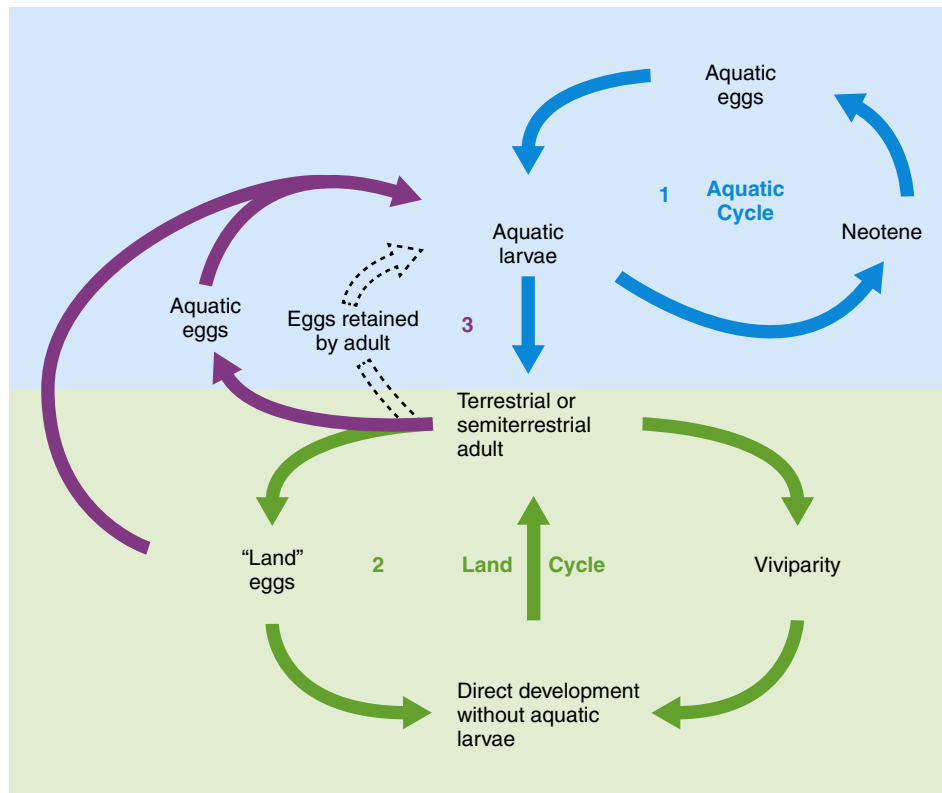 Aquatic
eggs
1
Aquatic
Cycle
Neotene
Aquatic
larvae
Aquatic
eggs
Eggs retained
by adult
3
Terrestrial or
semiterrestrial
adult
“Land”
eggs
2
Land Cycle
Viviparity
Direct development
without aquatic
larvae